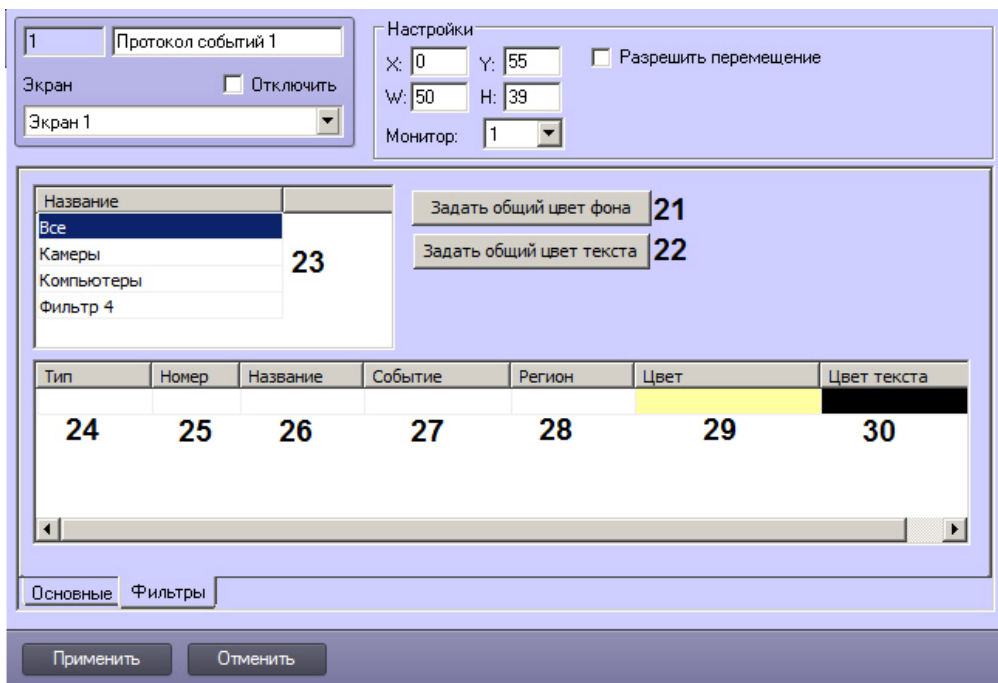 1 Протокол событий 1
Экран Отключить
Экран 1
Настройки
X: 0 Y: 55 Разрешить перемещение
W: 50 H: 39
Монитор: 1
Название
Все
Камеры
Компьютеры
Фильтр 4
23
Задать общий цвет фона 21
Задать общий цвет текста 22
Тип Номер Название Событие Регион Цвет Цвет текста
24 25 26 27 28 29 30
Основные Фильтры
Применить Отменить